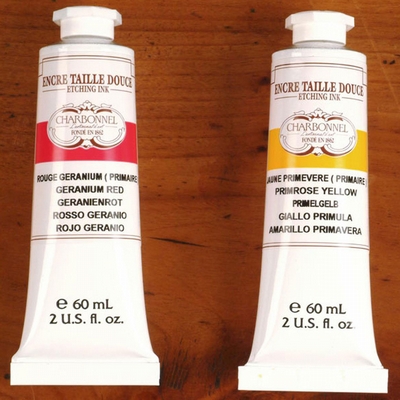 ENCRE TAILLE DOUCE
ETCHING INK
CHARBONNEL
FONDÉ EN 1862
ROUGE GERANIUM ( PRIMAIRE )
GERANIUM RED
GERANIENROT
ROSSO GERANIO
ROJO GERANIO
e 60 mL
2 U.S. fl. oz.
ENCRE TAILLE DOUCE
ETCHING INK
CHARBONNEL
FONDÉ EN 1862
JAUNE PRIMEVERE ( PRIMAIRE )
PRIMROSE YELLOW
PRIMELGELB
GIALLO PRIMULA
AMARILLO PRIMAVERA
e 60 mL
2 U.S. fl. oz.